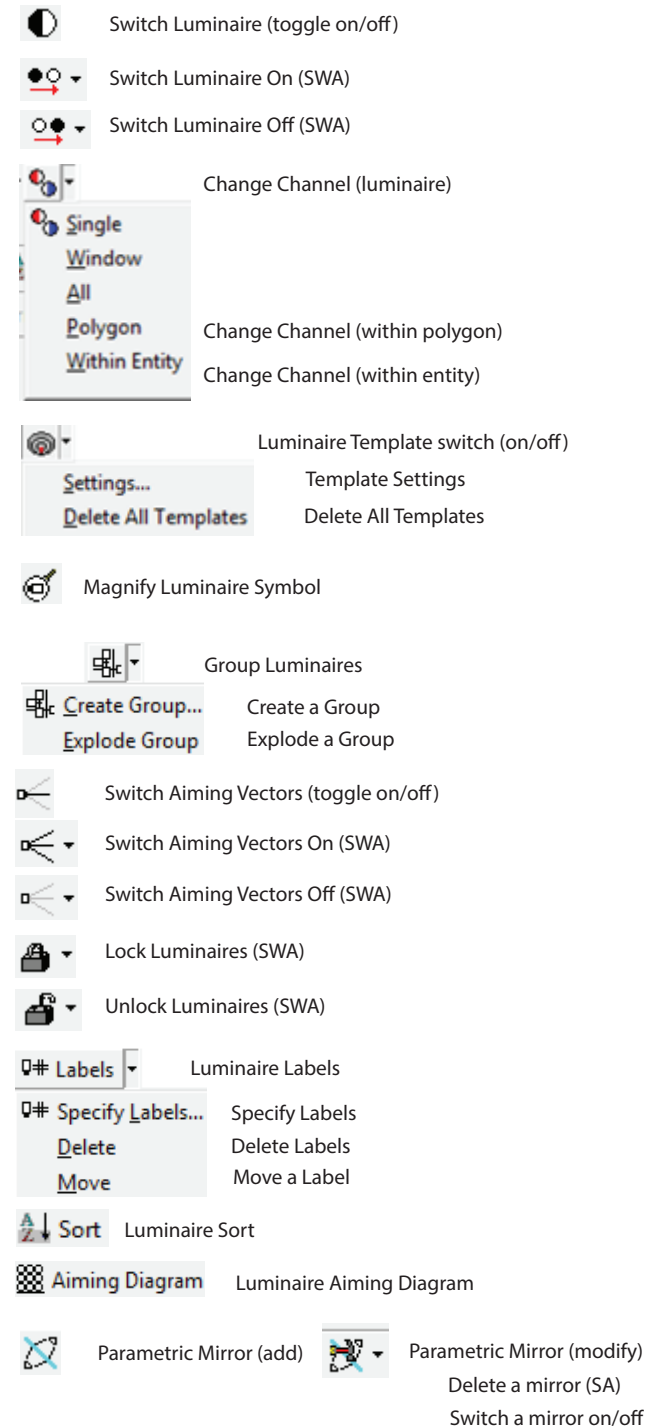 Switch Luminaire (toggle on/off)
Switch Luminaire On (SWA)
Switch Luminaire Off (SWA)
Change Channel (luminaire)
Single
Window
All
Polygon Change Channel (within polygon)
Within Entity Change Channel (within entity)
Luminaire Template switch (on/off)
Settings... Template Settings
Delete All Templates Delete All Templates
Magnify Luminaire Symbol
Group Luminaires
Create Group... Create a Group
Explode Group Explode a Group
Switch Aiming Vectors (toggle on/off)
Switch Aiming Vectors On (SWA)
Switch Aiming Vectors Off (SWA)
Lock Luminaires (SWA)
Unlock Luminaires (SWA)
Labels Luminaire Labels
Specify Labels... Specify Labels
Delete Delete Labels
Move Move a Label
Sort Luminaire Sort
Aiming Diagram Luminaire Aiming Diagram
Parametric Mirror (add) Parametric Mirror (modify)
Delete a mirror (SA)
Switch a mirror on/off